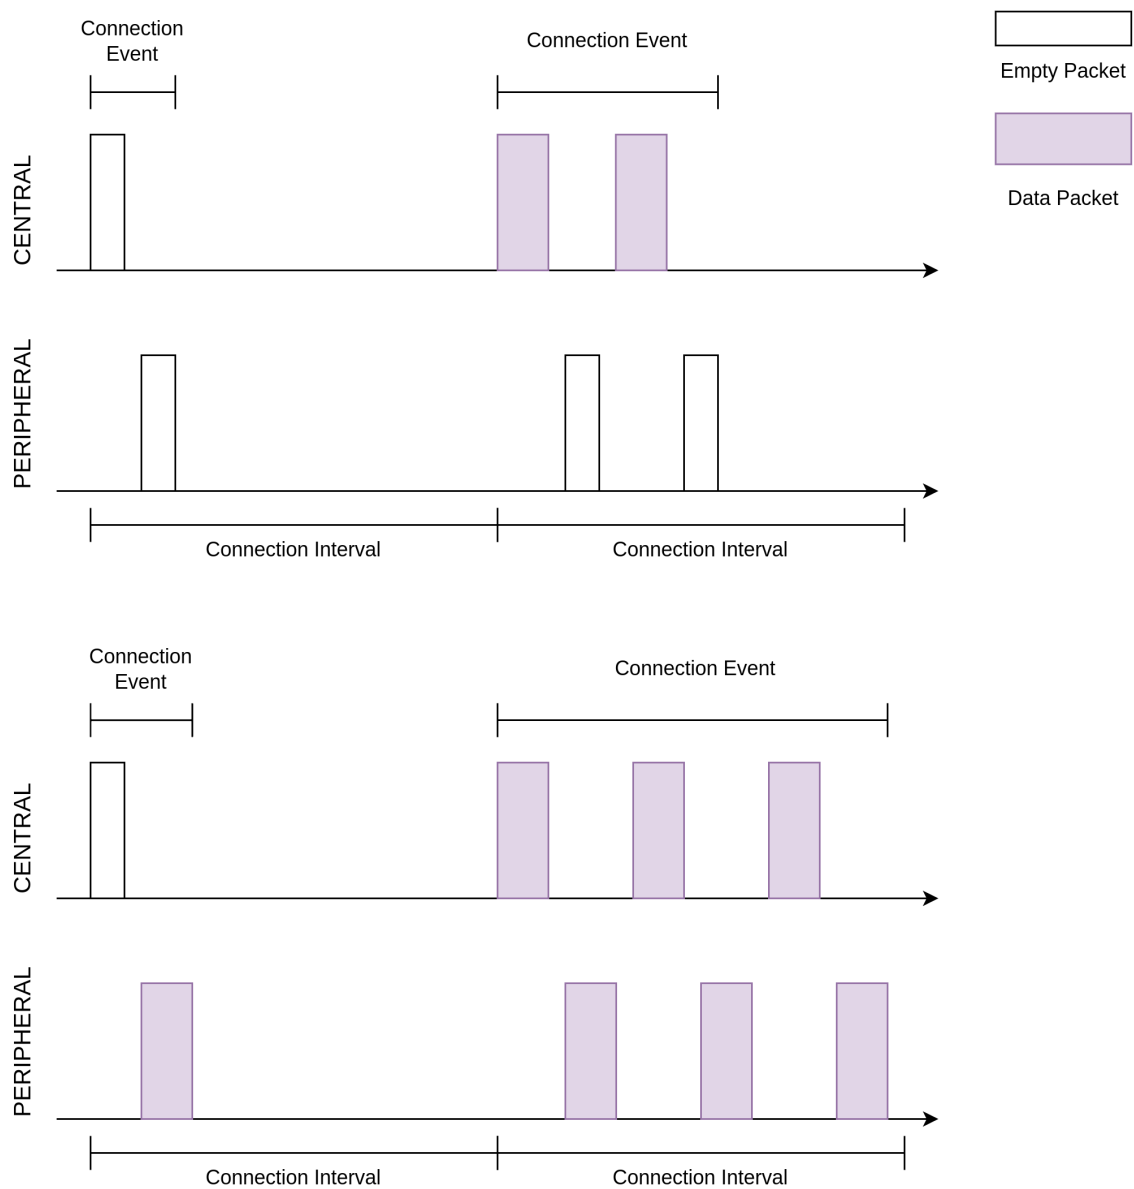 Connection
Event
Connection Event
Empty Packet
Data Packet
CENTRAL
PERIPHERAL
Connection Interval
Connection Interval
Connection
Event
Connection Event
CENTRAL
PERIPHERAL
Connection Interval
Connection Interval